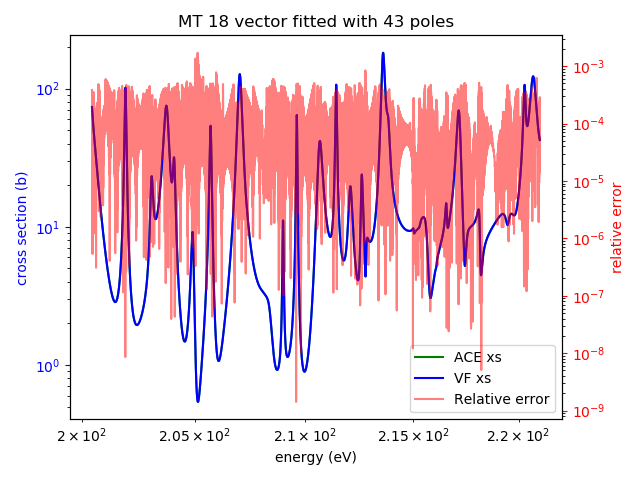 MT 18 vector fitted with 43 poles
cross section (b)
10²
10¹
10⁰
10⁻³
10⁻⁴
10⁻⁵
10⁻⁶
10⁻⁷
10⁻⁸
10⁻⁹
relative error
ACE xs
VF xs
Relative error
2 × 10² 2.05 × 10² 2.1 × 10² 2.15 × 10² 2.2 × 10²
energy (eV)